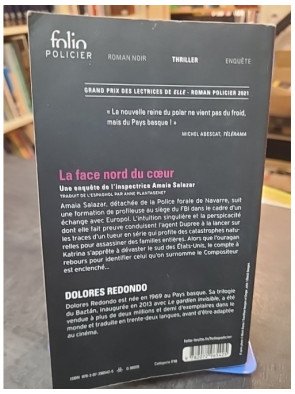 folio
POLICIER
ROMAN NOIR THRILLER ENQUÊTE
GRAND PRIX DES LECTRICES DE ELLE - ROMAN POLICIER 2021
« La nouvelle reine du polar ne vient pas du froid,
mais du Pays basque ! »
MICHEL ABESCAT, TÉLÉRAMA
La face nord du cœur
Une enquête de l'inspectrice Amaia Salazar
TRADUIT DE L'ESPAGNOL PAR ANNE PLANTAGENET
Amaia Salazar, détachée de la Police forale de Navarre, suit
une formation de profileuse au siège du FBI dans le cadre d'un
échange avec Europol. L'intuition singulière et la perspicacité
dont elle fait preuve conduisent l'agent Dupree à la lancer sur
les traces d'un tueur en série qui profite des catastrophes natu-
relles pour assassiner des familles entières. Alors que l'ouragan
Katrina s'apprête à dévaster le sud des États-Unis, le compte à
rebours pour identifier celui qu'on surnomme le Compositeur
est enclenché...
DOLORES REDONDO
Dolores Redondo est née en 1969 au Pays basque. Sa trilogie
du Baztán, inaugurée en 2013 avec Le gardien invisible, a été
vendue à plus de deux millions et demi d'exemplaires dans le
monde et traduite en trente-deux langues, avant d'être adaptée
au cinéma.
folio-lesite.fr/foliopolicier